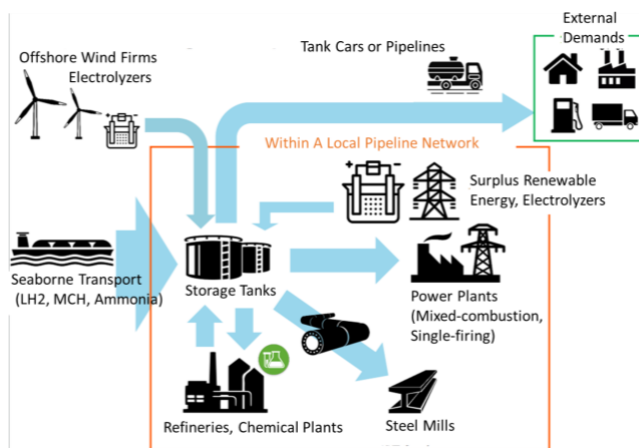 External
Demands
Tank Cars or Pipelines
Offshore Wind Firms
Electrolyzers
Within A Local Pipeline Network
Surplus Renewable
Energy, Electrolyzers
Seaborne Transport
(LH2, MCH, Ammonia)
Storage Tanks
Power Plants
(Mixed-combustion,
Single-firing)
Refineries, Chemical Plants
Steel Mills